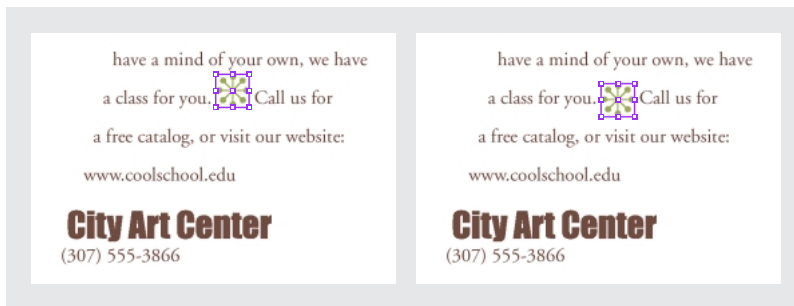 have a mind of your own, we have
a class for you. Call us for
a free catalog, or visit our website:
www.coolschool.edu
City Art Center
(307) 555-3866
have a mind of your own, we have
a class for you. Call us for
a free catalog, or visit our website:
www.coolschool.edu
City Art Center
(307) 555-3866